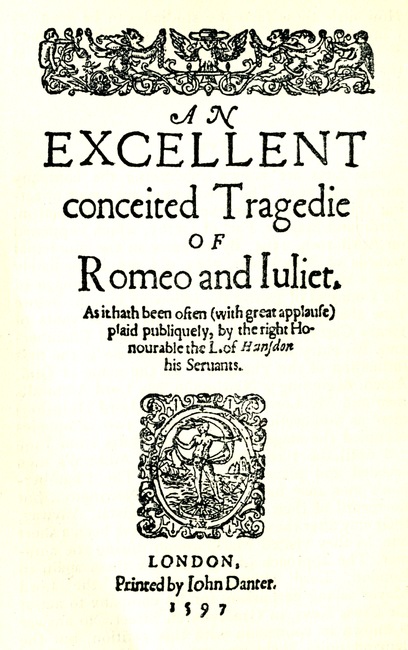 AN
EXCELLENT
conceited Tragedie
OF
Romeo and Iuliet.
As it hath been often (with great applauſe)
plaid publiquely, by the right Ho-
nourable the L. of Hunſdon
his Seruants.
LONDON,
Printed by Iohn Danter.
1597